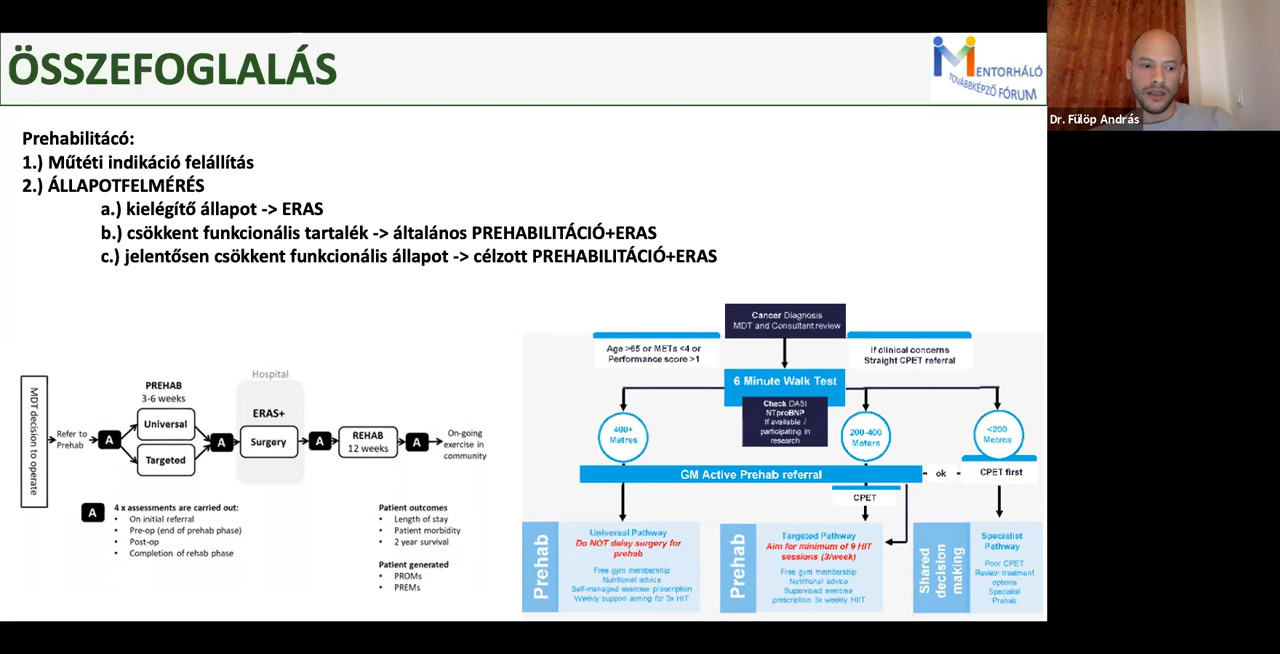 ÖSSZEFOGLALÁS
MENTORHÁLÓ
TOVÁBBKÉPZŐ FÓRUM
Dr. Fülöp András
Prehabilitácó:
1.) Műtéti indikáció felállítás
2.) ÁLLAPOTFELMÉRÉS
a.) kielégítő állapot -> ERAS
b.) csökkent funkcionális tartalék -> általános PREHABILITÁCIÓ+ERAS
c.) jelentősen csökkent funkcionális állapot -> célzott PREHABILITÁCIÓ+ERAS
MDT decision to operate
Refer to
Prehab
A
PREHAB
3-6 weeks
Universal
Targeted
A
Hospital
ERAS+
Surgery
A
REHAB
12 weeks
A
On-going
exercise in
community
A
4 x assessments are carried out:
• On initial referral
• Pre-op (end of prehab phase)
• Post-op
• Completion of rehab phase
Patient outcomes
• Length of stay
• Patient morbidity
• 2 year survival
Patient generated
• PROMs
• PREMs
Cancer Diagnosis
MDT and Consultant review
Age >65 or METs <4 or
Performance score >1
if clinical concerns
Straight CPET referral
6 Minute Walk Test
Check DASI
NTproBNP
If available /
participating in
research
400+
Metres
200-400
Meters
<200
Metres
GM Active Prehab referral
ok
CPET first
CPET
Prehab
Universal Pathway
Do NOT delay surgery for
prehab
Free gym membership
Nutritional advice
Self-managed exercise prescription
Weekly support aiming for 3x HIT
Prehab
Targeted Pathway
Aim for minimum of 9 HIT
sessions (3/week)
Free gym membership
Nutritional advice
Supervised exercise
prescription 3x weekly HIIT
Shared
decision
making
Specialist
Pathway
Poor CPET
Review treatment
options
Specialist
Prehab